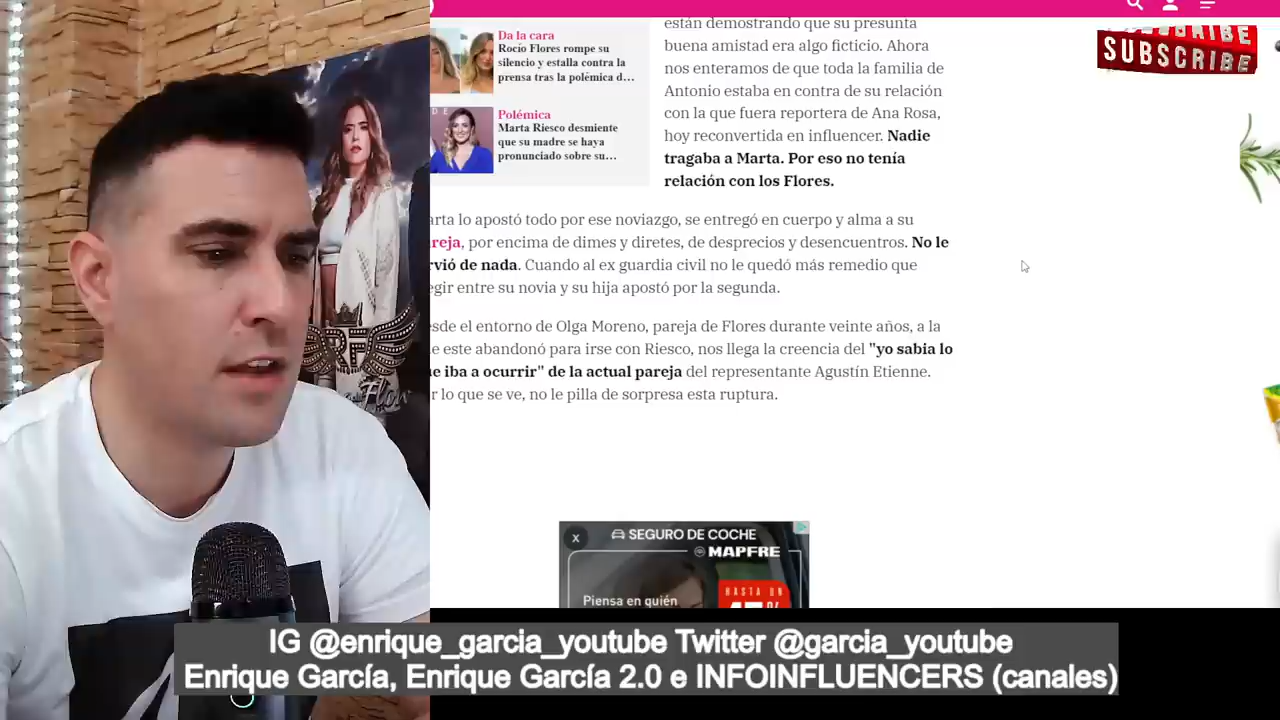 SUBSCRIBE
SUBSCRIBE
Da la cara
Rocío Flores rompe su
silencio y estalla contra la
prensa tras la polémica d...
Polémica
Marta Riesco desmiente
que su madre se haya
pronunciado sobre su...
están demostrando que su presunta
buena amistad era algo ficticio. Ahora
nos enteramos de que toda la familia de
Antonio estaba en contra de su relación
con la que fuera reportera de Ana Rosa,
hoy reconvertida en influencer. Nadie
tragaba a Marta. Por eso no tenía
relación con los Flores.
arta lo apostó todo por ese noviazgo, se entregó en cuerpo y alma a su
reja, por encima de dimes y diretes, de desprecios y desencuentros. No le
rvió de nada. Cuando al ex guardia civil no le quedó más remedio que
egir entre su novia y su hija apostó por la segunda.
esde el entorno de Olga Moreno, pareja de Flores durante veinte años, a la
e este abandonó para irse con Riesco, nos llega la creencia del "yo sabia lo
e iba a ocurrir" de la actual pareja del representante Agustín Etienne.
r lo que se ve, no le pilla de sorpresa esta ruptura.
RF
Flow
X SEGURO DE COCHE
MAPFRE
Piensa en quién
HASTA UN
IG @enrique_garcia_youtube Twitter @garcia_youtube
Enrique García, Enrique García 2.0 e INFOINFLUENCERS (canales)